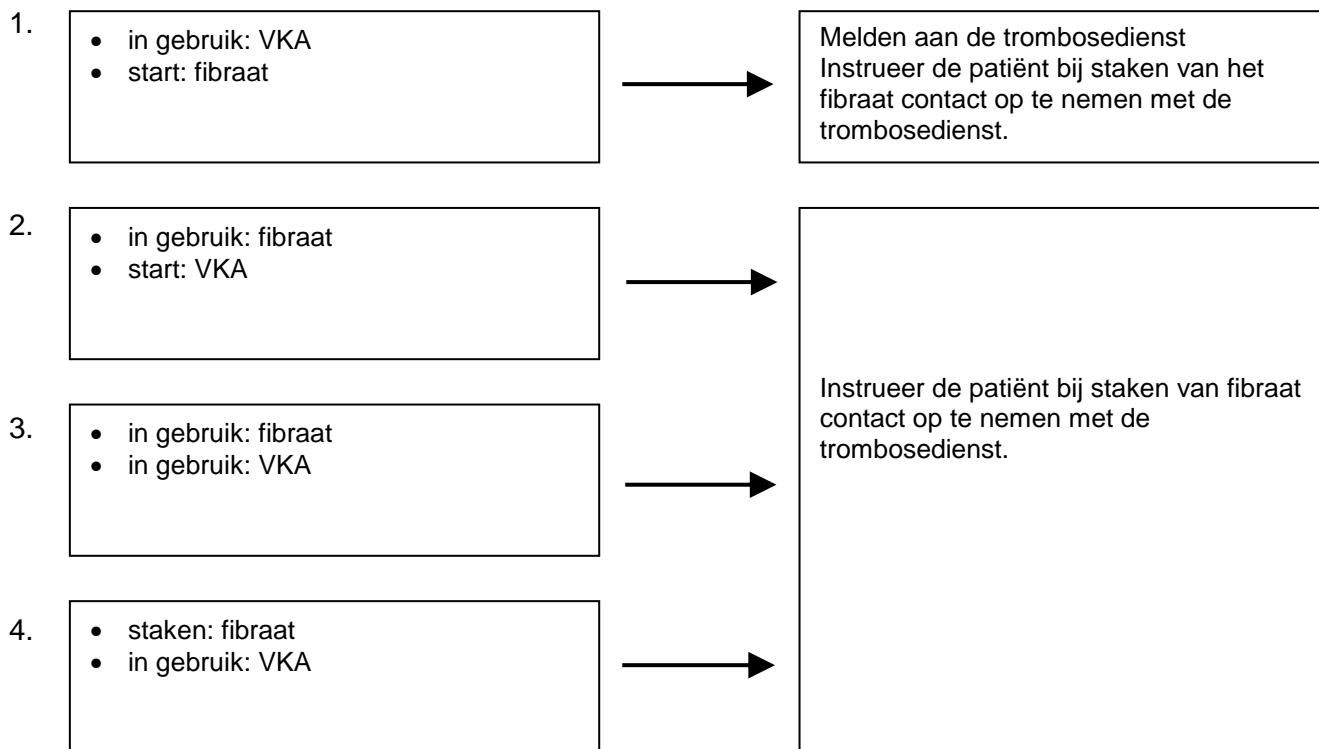 1.
• in gebruik: VKA
• start: fibraat
Melden aan de trombosedienst
Instrueer de patiënt bij staken van het
fibraat contact op te nemen met de
trombosedienst.
2.
• in gebruik: fibraat
• start: VKA
3.
• in gebruik: fibraat
• in gebruik: VKA
4.
• staken: fibraat
• in gebruik: VKA
Instrueer de patiënt bij staken van fibraat
contact op te nemen met de
trombosedienst.